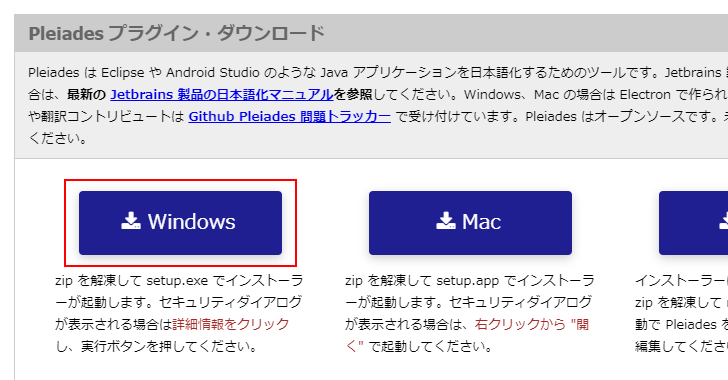 Pleiades プラグイン・ダウンロード
Pleiades は Eclipse や Android Studio のような Java アプリケーションを日本語化するためのツールです。Jetbrains
合は、最新の Jetbrains 製品の日本語化マニュアルを参照してください。Windows、Mac の場合は Electron で作られ
や翻訳コントリビュートは Github Pleiades 問題トラッカー で受け付けています。Pleiades はオープンソースです。
ください。
Windows
Mac
zip を解凍して setup.exe でインストーラ
ーが起動します。セキュリティダイアログ
が表示される場合は詳細情報をクリック
し、実行ボタンを押してください。
zip を解凍して setup.app でインストーラ
ーが起動します。セキュリティダイアログ
が表示される場合は、右クリックから "開
く" で起動してください。
インストーラー
zip を解凍して
動で Pleiades を
編集してくださ